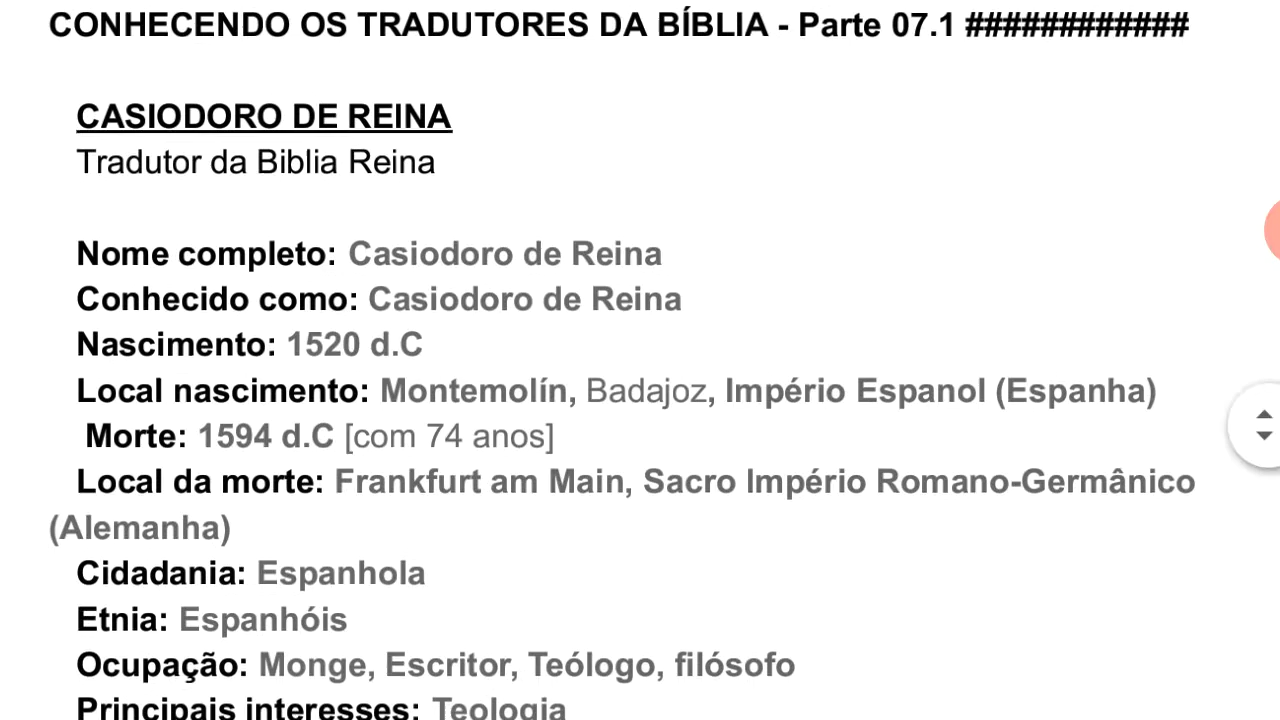 CONHECENDO OS TRADUTORES DA BÍBLIA - Parte 07.1 ############
CASIODORO DE REINA
Tradutor da Biblia Reina
Nome completo: Casiodoro de Reina
Conhecido como: Casiodoro de Reina
Nascimento: 1520 d.C
Local nascimento: Montemolín, Badajoz, Império Espanol (Espanha)
Morte: 1594 d.C [com 74 anos]
Local da morte: Frankfurt am Main, Sacro Império Romano-Germânico
(Alemanha)
Cidadania: Espanhola
Etnia: Espanhóis
Ocupação: Monge, Escritor, Teólogo, filósofo
Principais interesses: Teologia